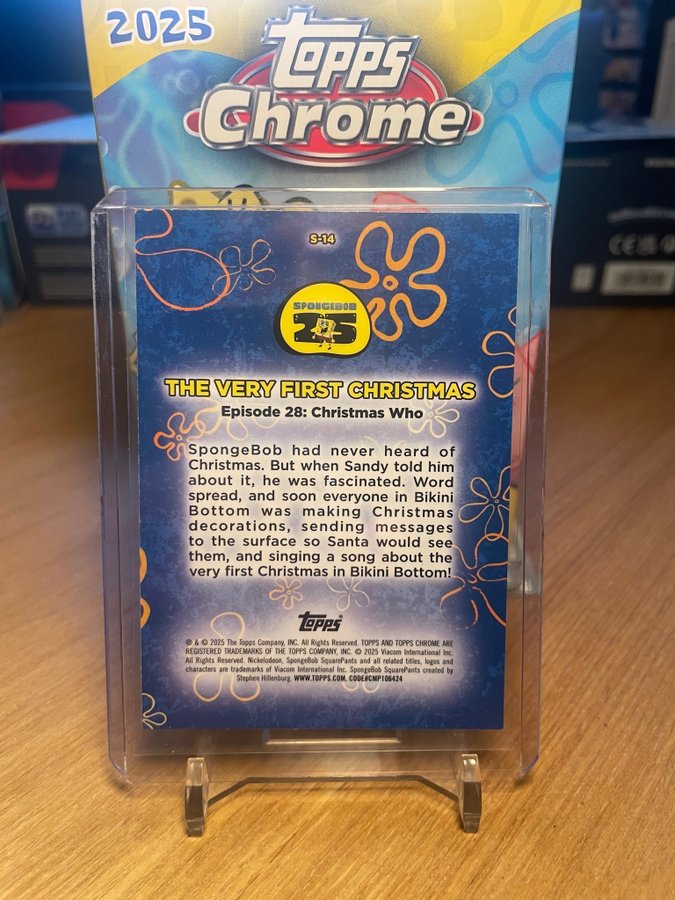 2025
Topps
Chrome
S-14
SPONGEBOB
25
THE VERY FIRST CHRISTMAS
Episode 28: Christmas Who
SpongeBob had never heard of
Christmas. But when Sandy told him
about it, he was fascinated. Word
spread, and soon everyone in Bikini
Bottom was making Christmas
decorations, sending messages
to the surface so Santa would see
them, and singing a song about the
very first Christmas in Bikini Bottom!
Topps
® & © 2025 The Topps Company, INC. All Rights Reserved. TOPPS AND TOPPS CHROME ARE
REGISTERED TRADEMARKS OF THE TOPPS COMPANY, INC. © 2025 Viacom International Inc.
All Rights Reserved. Nickelodeon, SpongeBob SquarePants and all related titles, logos and
characters are trademarks of Viacom International Inc. SpongeBob SquarePants created by
Stephen Hillenburg. WWW.TOPPS.COM. CODE#CMP106424